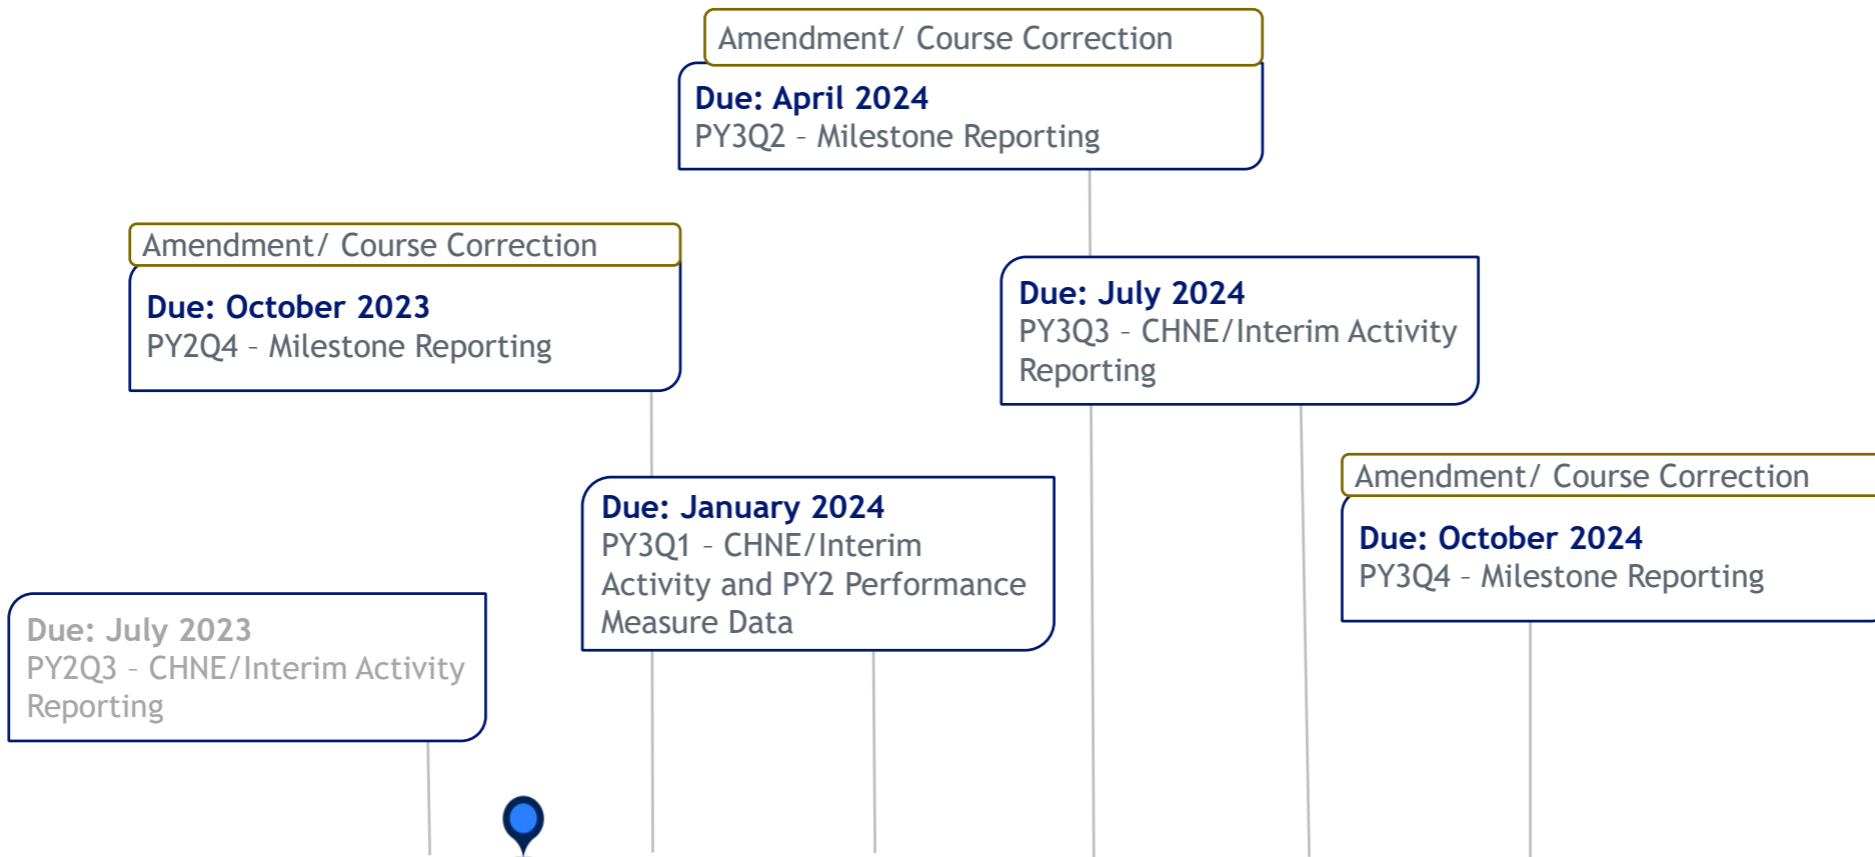 Amendment/ Course Correction
Due: April 2024
PY3Q2 – Milestone Reporting
Amendment/ Course Correction
Due: October 2023
PY2Q4 – Milestone Reporting
Due: July 2024
PY3Q3 – CHNE/Interim Activity
Reporting
Amendment/ Course Correction
Due: October 2024
PY3Q4 – Milestone Reporting
Due: January 2024
PY3Q1 – CHNE/Interim
Activity and PY2 Performance
Measure Data
Due: July 2023
PY2Q3 – CHNE/Interim Activity
Reporting